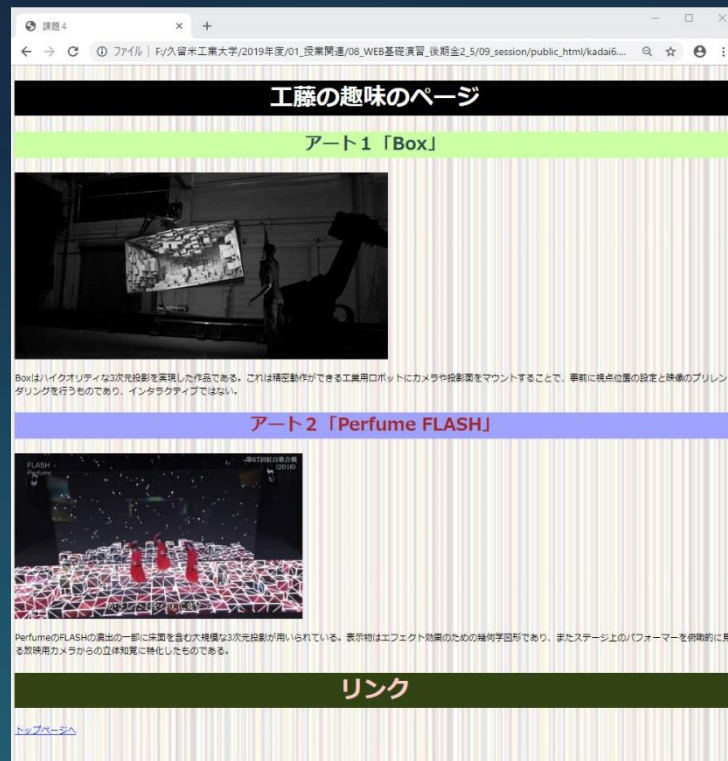 課題4
ファイル | F:/久留米工業大学/2019年度/01_授業関連/08_WEB基礎演習_後期金2_5/09_session/public_html/kadai6....
工藤の趣味のページ
アート1「Box」
Boxはハイクオリティな3次元投影を実現した作品である。これは精密動作ができる工業用ロボットにカメラや投影面をマウントすることで、事前に視点位置の設定と映像のプリレン
ダリングを行うものであり、インタラクティブではない。
アート2「Perfume FLASH」
FLASH
Perfume
第67回紅白歌合戦
(2016)
PerfumeのFLASHの演出の一部に床面を含む大規模な3次元投影が用いられている。表示物はエフェクト効果のための幾何学図形であり、またステージ上のパフォーマーを俯瞰的に見
る放映用カメラからの立体知覚に特化したものである。
リンク
トップページへ